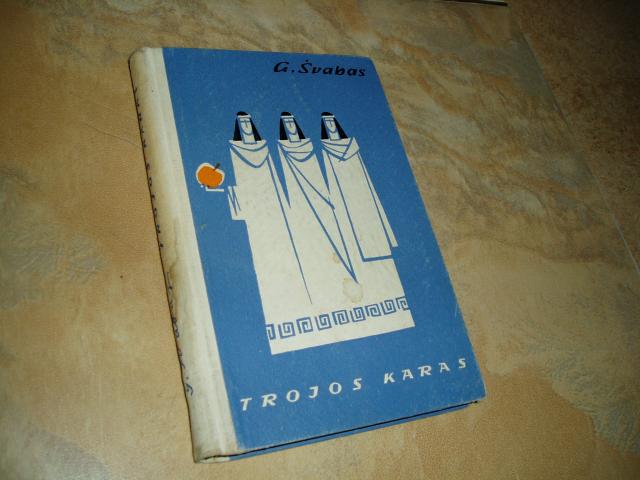 G. Švabas
TROJOS KARAS